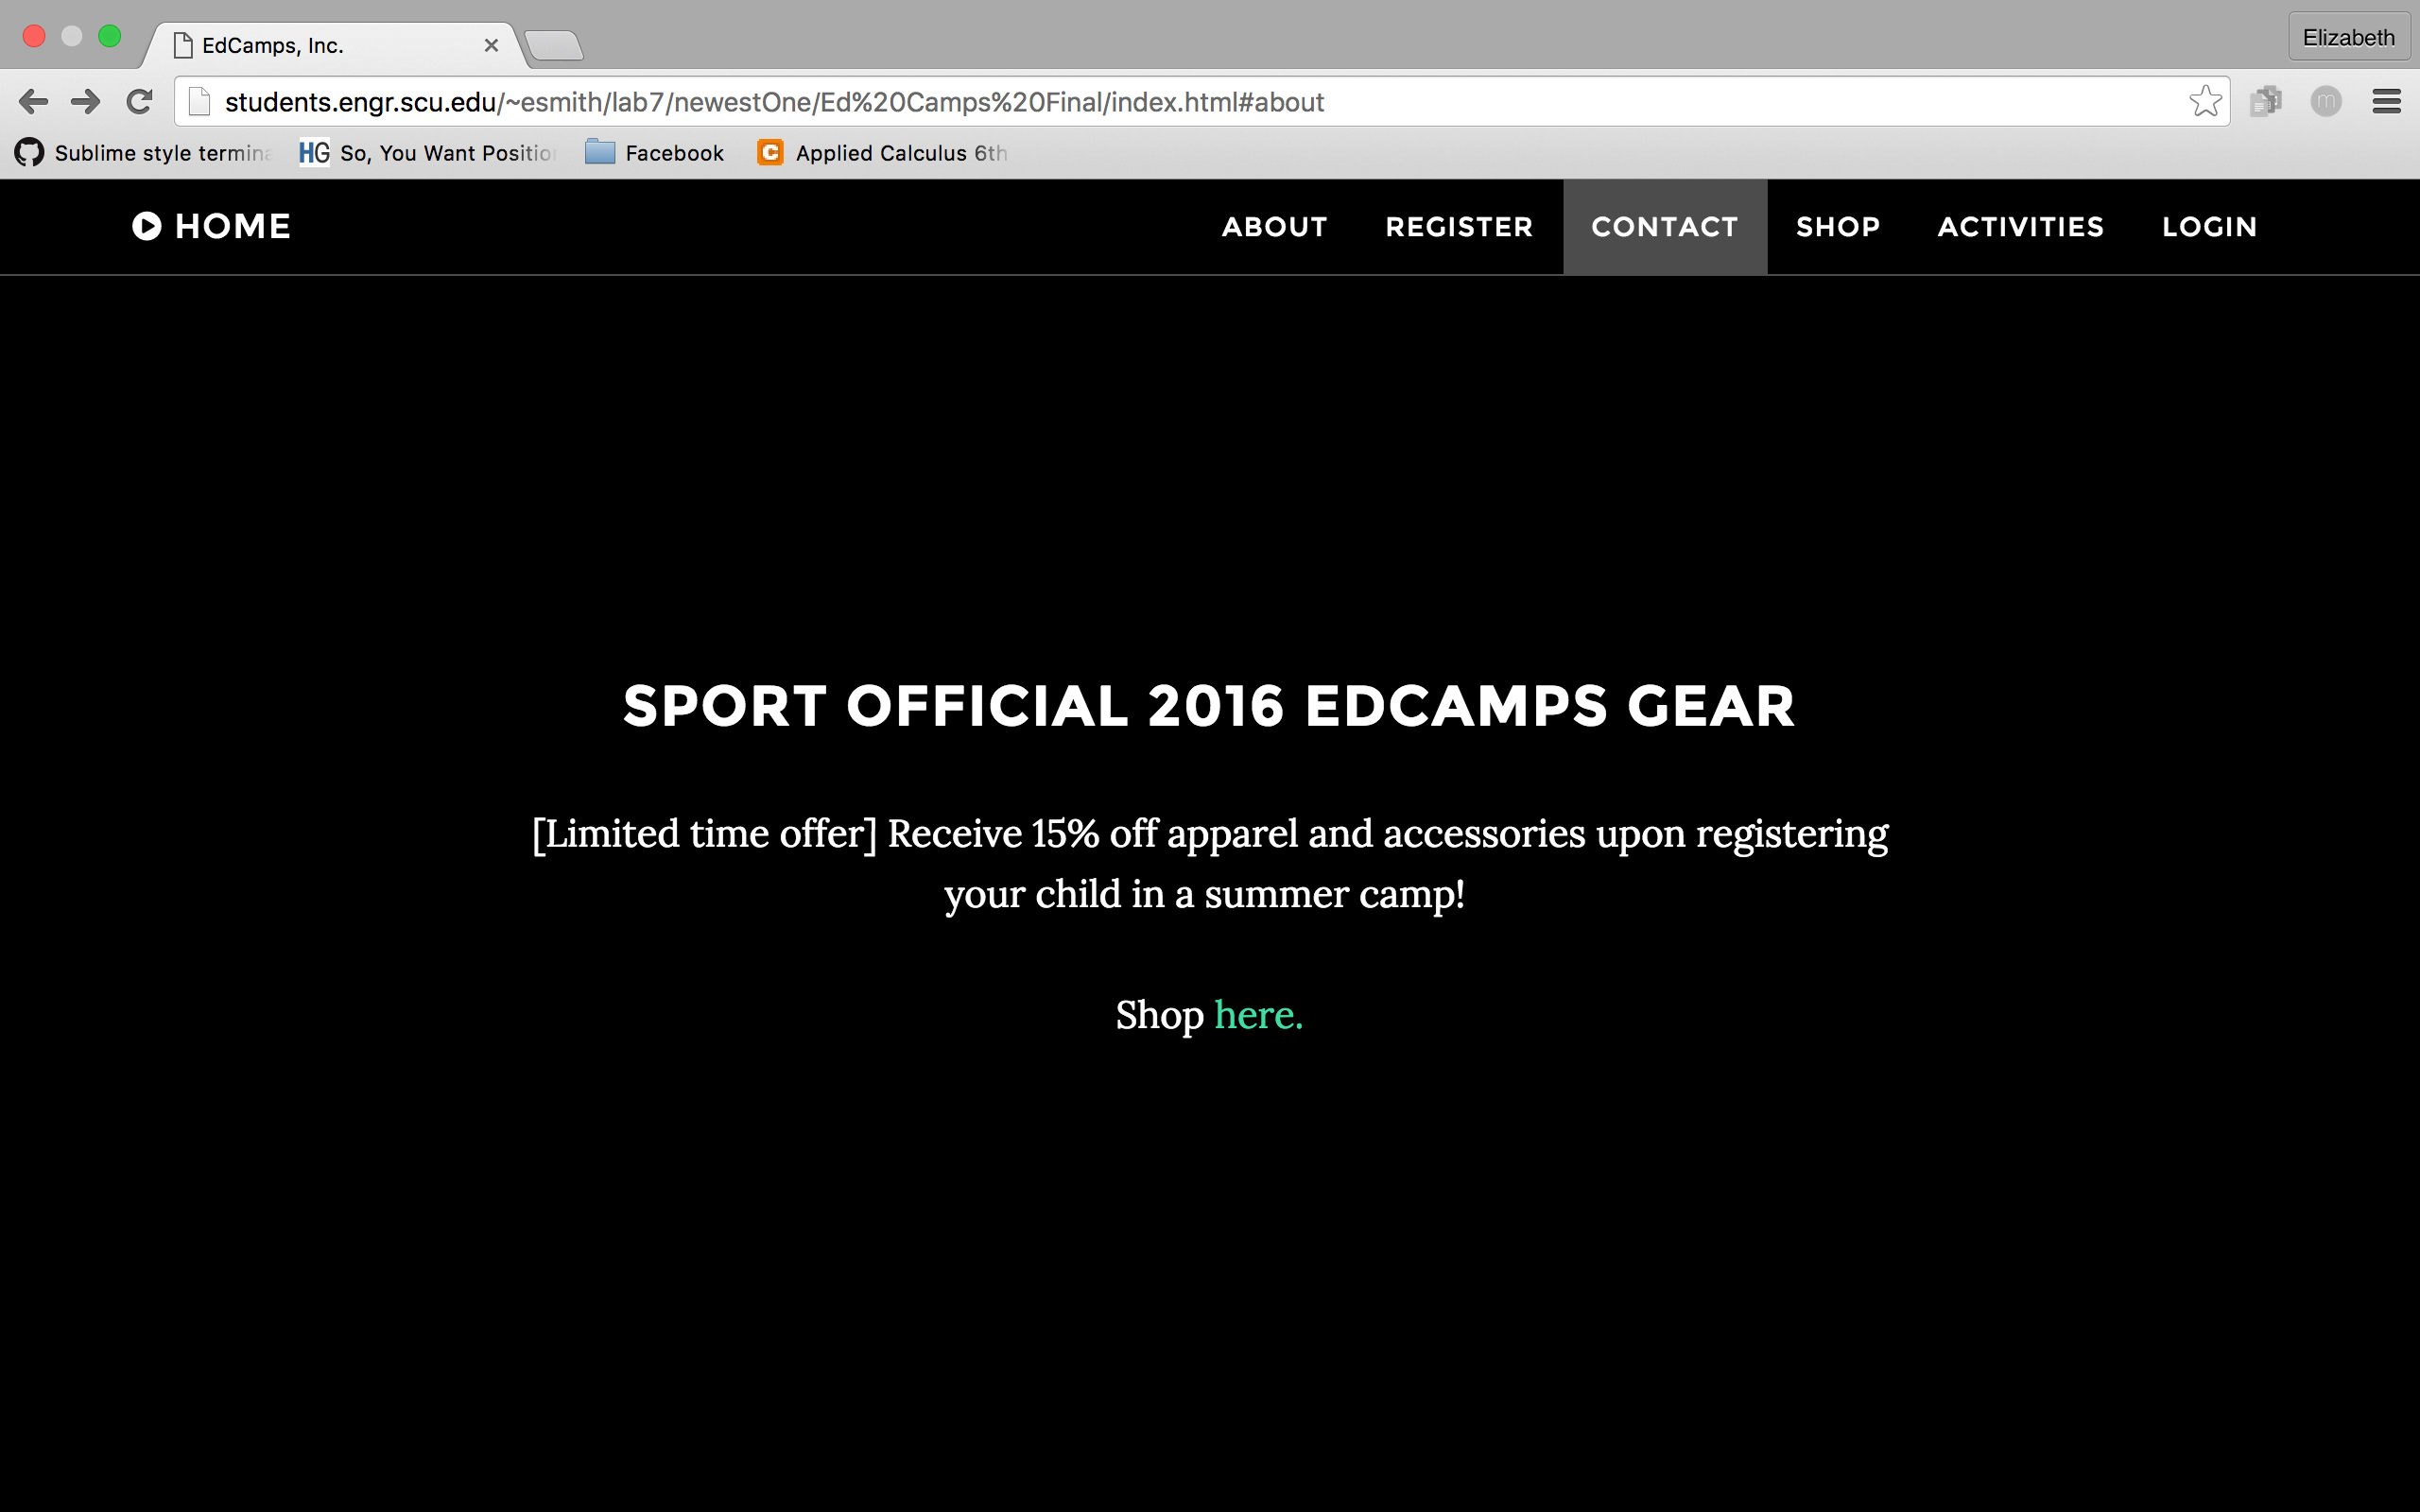 EdCamps, Inc.
Elizabeth
students.engr.scu.edu/~esmith/lab7/newestOne/Ed%20Camps%20Final/index.html#about
Sublime style termina
HG So, You Want Positio
Facebook
C Applied Calculus 6th
HOME ABOUT REGISTER CONTACT SHOP ACTIVITIES LOGIN
SPORT OFFICIAL 2016 EDCAMPS GEAR
[Limited time offer] Receive 15% off apparel and accessories upon registering
your child in a summer camp!
Shop here.